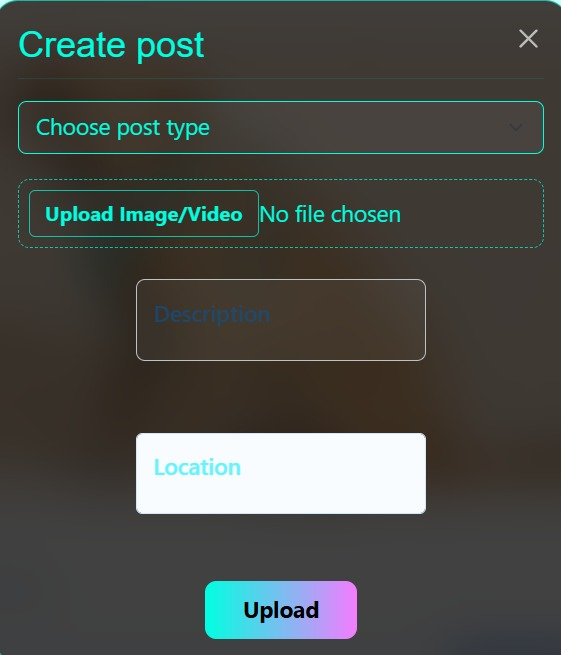 Create post
Choose post type
Upload Image/Video No file chosen
Description
Location
Upload